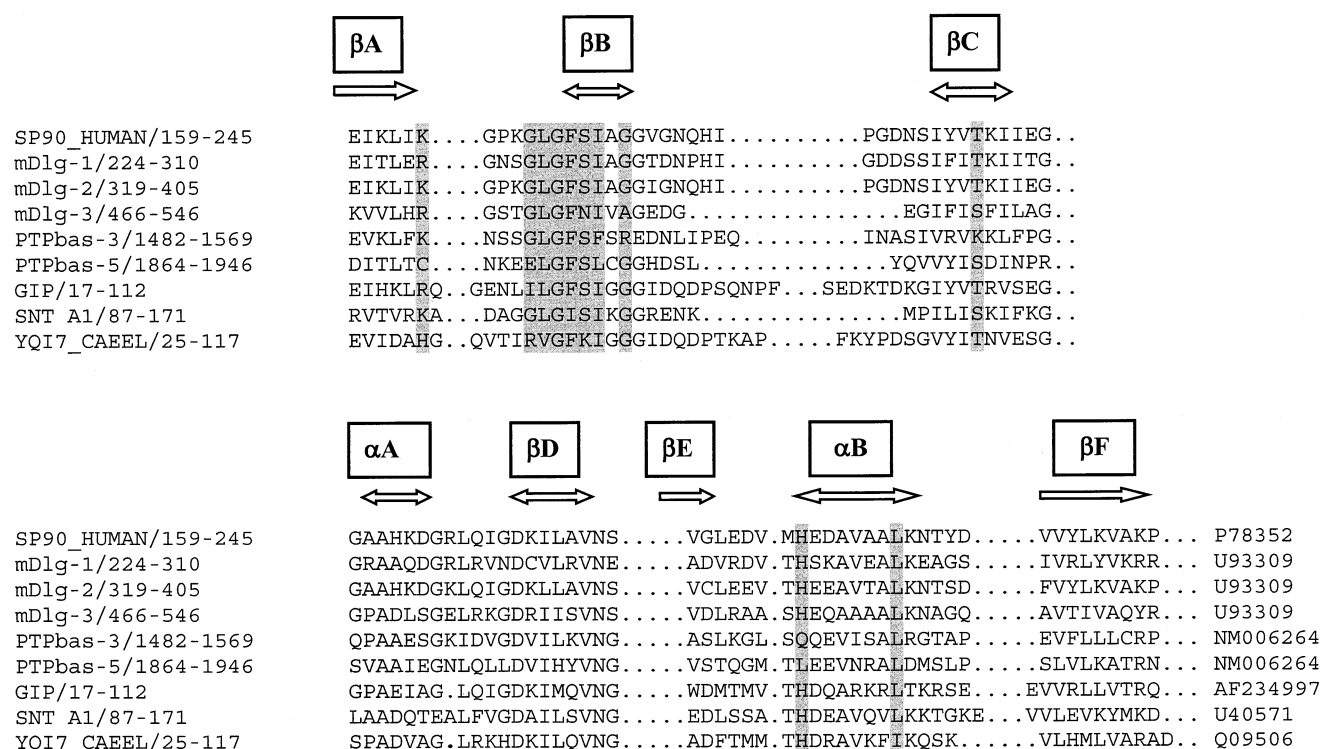 βA βB βC
SP90_HUMAN/159-245 EIKLIK....GPKGLGFSIAGGVGNQHI..........PGDNSIYVTKIIEG..
mDlg-1/224-310 EITLER....GNSGLGFSIAGGTDNPHI..........GDDSSIFITKIITG..
mDlg-2/319-405 EIKLIK....GPKGLGFSIAGGIGNQHI..........PGDNSIYVTKIIEG..
mDlg-3/466-546 KVVLHR....GSTGLGFNIVAGEDG................EGIFISFILAG..
PTPbas-3/1482-1569 EVKLFK....NSSGLGFSFSREDNLIPEQ.........INASIVRVKKLFPG..
PTPbas-5/1864-1946 DITLTC....NKEELGFSLCGGHDSL..............YQVVYISDINPR..
GIP/17-112 EIHKLRQ..GENLILGFSIGGGIDQDPSQNPF...SEDKTDKGIYVTRVSEG..
SNT A1/87-171 RVTVRKA..DAGGLGISIKGGRENK...............MPILISKIFKG..
YQI7_CAEEL/25-117 EVIDAHG..QVTIRVGFKIGGGIDQDPTKAP......FKYPDSGVYITNVESG..
αA βD βE αB βF
SP90_HUMAN/159-245 GAAHKDGRLQIGDKILAVNS.....VGLEDV.MHEDAVAALKNTYD.....VVYLKVAKP... P78352
mDlg-1/224-310 GRAAQDGRLRVNDCVLRVNE.....ADVRDV.THSKAVEALKEAGS.....IVRLYVKRR... U93309
mDlg-2/319-405 GAAHKDGKLQIGDKLLAVNS.....VCLEEV.THEEAVTALKNTSD.....FVYLKVAKP... U93309
mDlg-3/466-546 GPADLSGELRKGDRIISVNS.....VDLRAA.SHEQAAAALKNAGQ.....AVTIVAQYR... U93309
PTPbas-3/1482-1569 QPAAESGKIDVGDVILKVNG.....ASLKGL.SQQEVISALRGTAP.....EVFLLLCRP... NM006264
PTPbas-5/1864-1946 SVAAIEGNLQLLDVIHYVNG.....VSTQGM.TLEEVNRALDMSLP.....SLVLKATRN... NM006264
GIP/17-112 GPAEIAG.LQIGDKIMQVNG.....WDMTMV.THDQARKRLTKRSE....EVVRLLVTRQ... AF234997
SNT A1/87-171 LAADQTEALFVGDAILSVNG.....EDLSSA.THDEAVQVLKKTGKE...VVLEVKYMKD... U40571
YQI7_CAEEL/25-117 SPADVAG.LRKHDKILQVNG.....ADFTMM.THDRAVKFIKQSK.....VLHMLVARAD... Q09506